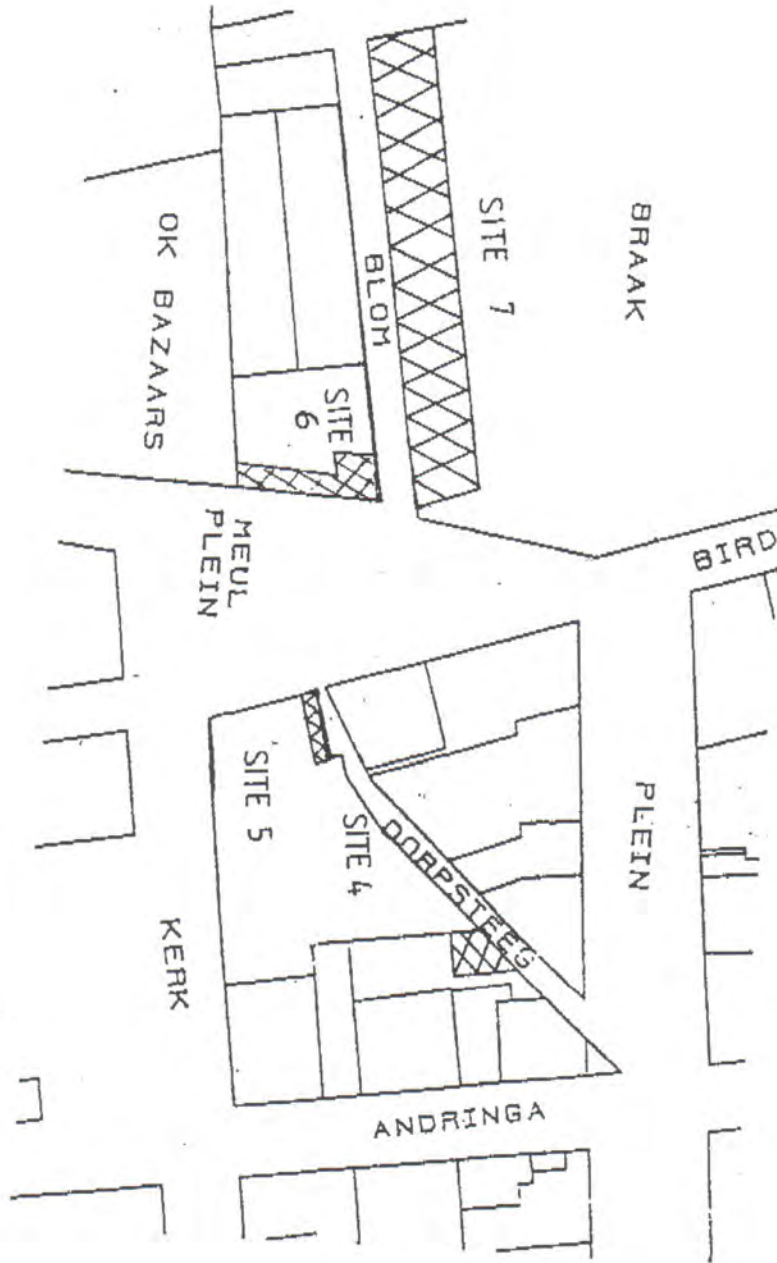 BRAAK
SITE 7
BLOM
OK BAZAARS
SITE
6
MEUL
PLEIN
BIRD
PLEIN
SITE 5
SITE 4
DORPSTEEG
KERK
ANDRINGA